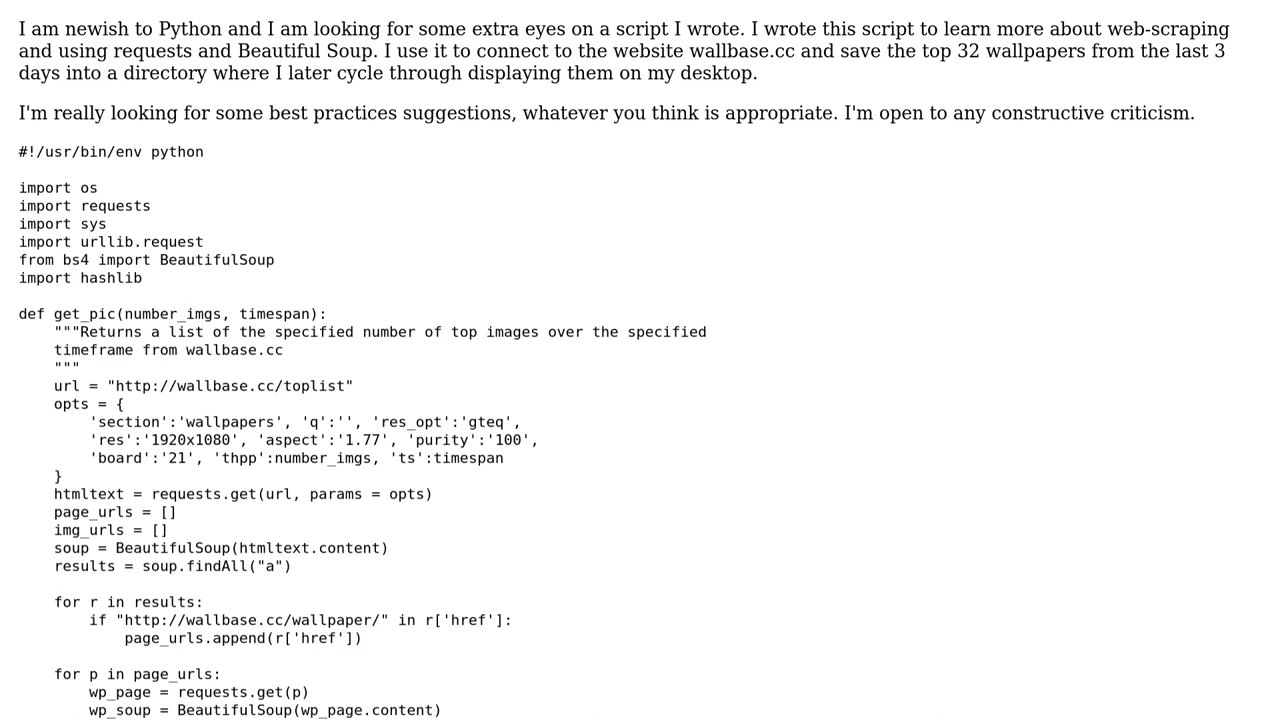 I am newish to Python and I am looking for some extra eyes on a script I wrote. I wrote this script to learn more about web-scraping
and using requests and Beautiful Soup. I use it to connect to the website wallbase.cc and save the top 32 wallpapers from the last 3
days into a directory where I later cycle through displaying them on my desktop.
I'm really looking for some best practices suggestions, whatever you think is appropriate. I'm open to any constructive criticism.
#!/usr/bin/env python
import os
import requests
import sys
import urllib.request
from bs4 import BeautifulSoup
import hashlib
def get_pic(number_imgs, timespan):
    """Returns a list of the specified number of top images over the specified
    timeframe from wallbase.cc
    """
    url = "http://wallbase.cc/toplist"
    opts = {
        'section':'wallpapers', 'q':'', 'res_opt':'gteq',
        'res':'1920x1080', 'aspect':'1.77', 'purity':'100',
        'board':'21', 'thpp':number_imgs, 'ts':timespan
    }
    htmltext = requests.get(url, params = opts)
    page_urls = []
    img_urls = []
    soup = BeautifulSoup(htmltext.content)
    results = soup.findAll("a")
    for r in results:
        if "http://wallbase.cc/wallpaper/" in r['href']:
            page_urls.append(r['href'])
    for p in page_urls:
        wp_page = requests.get(p)
        wp_soup = BeautifulSoup(wp_page.content)